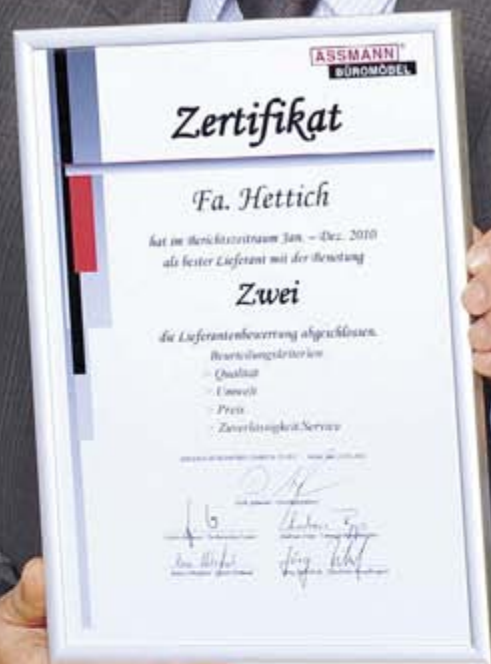 ASSMANN
BÜROMÖBEL
Zertifikat
Fa. Hettich
hat im Berichtszeitraum Jan. – Dez. 2010
als bester Lieferant mit der Benotung
Zwei
die Lieferantenbewertung abgeschlossen.
Beurteilungskriterien
- Qualität
- Umwelt
- Preis
- Zuverlässigkeit/Service